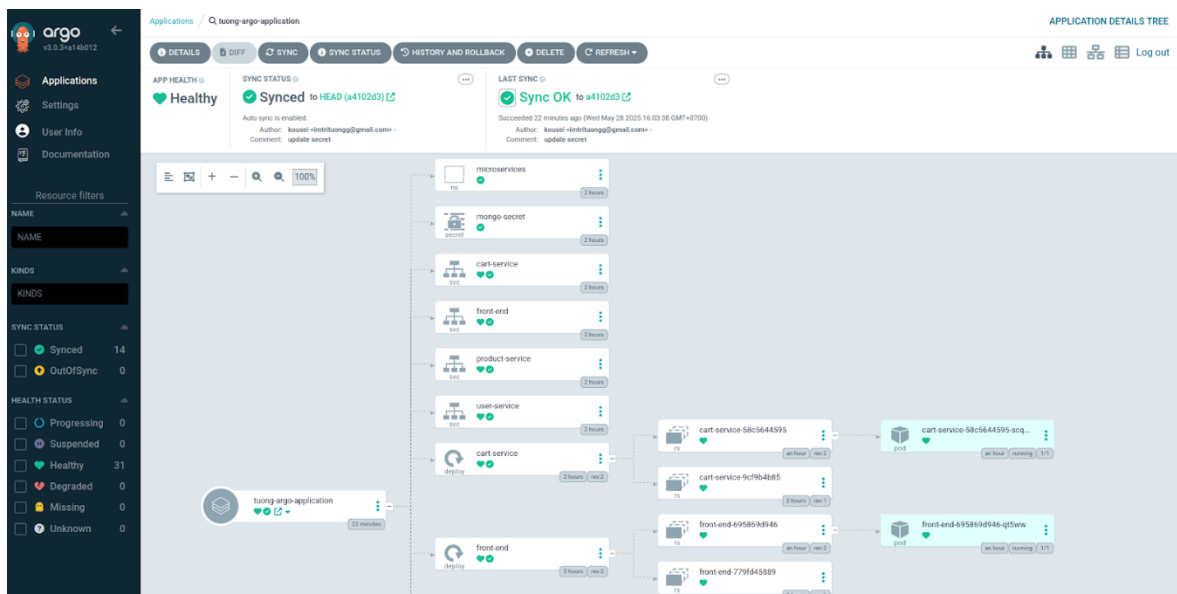 argo
v3.0.3+a14b012
Applications
Settings
User Info
Documentation
Resource filters
NAME
NAME
KINDS
KINDS
SYNC STATUS
Synced 14
OutOfSync 0
HEALTH STATUS
Progressing 0
Suspended 0
Healthy 31
Degraded 0
Missing 0
Unknown 0
Applications / tuong-argo-application
APPLICATION DETAILS TREE
DETAILS DIFF SYNC SYNC STATUS HISTORY AND ROLLBACK DELETE REFRESH
Log out
APP HEALTH
Healthy
SYNC STATUS
Synced to HEAD (a4102d3)
Auto sync is enabled.
Author: kousei <imtrituongg@gmail.com> -
Comment: update secret
LAST SYNC
Sync OK to a4102d3
Succeeded 22 minutes ago (Wed May 28 2025 16:03:38 GMT+0700)
Author: kousei <imtrituongg@gmail.com> -
Comment: update secret
100%
tuong-argo-application
22 minutes
microservices
ns
2 hours
mongo-secret
secret
2 hours
cart-service
svc
2 hours
front-end
svc
2 hours
product-service
svc
2 hours
user-service
svc
2 hours
cart-service
deploy
2 hours rev:2
front-end
deploy
2 hours rev:2
cart-service-58c5644595
rs
an hour rev:2
cart-service-9cf9b4b85
rs
2 hours rev:1
front-end-695869d946
rs
an hour rev:2
front-end-779fd45889
rs
cart-service-58c5644595-scq...
pod
an hour running 1/1
front-end-695869d946-qt5ww
pod
an hour running 1/1